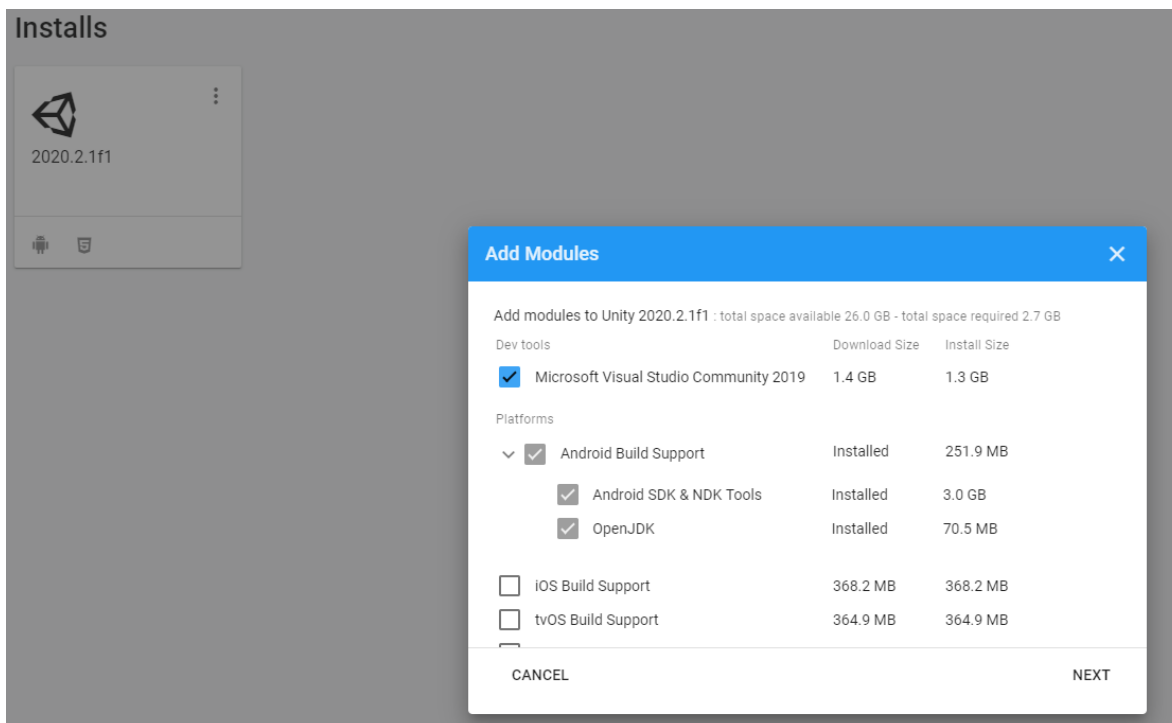 Installs
2020.2.1f1
Add Modules
Add modules to Unity 2020.2.1f1 : total space available 26.0 GB - total space required 2.7 GB
Dev tools Download Size Install Size
Microsoft Visual Studio Community 2019 1.4 GB 1.3 GB
Platforms
Android Build Support Installed 251.9 MB
Android SDK & NDK Tools Installed 3.0 GB
OpenJDK Installed 70.5 MB
iOS Build Support 368.2 MB 368.2 MB
tvOS Build Support 364.9 MB 364.9 MB
CANCEL NEXT